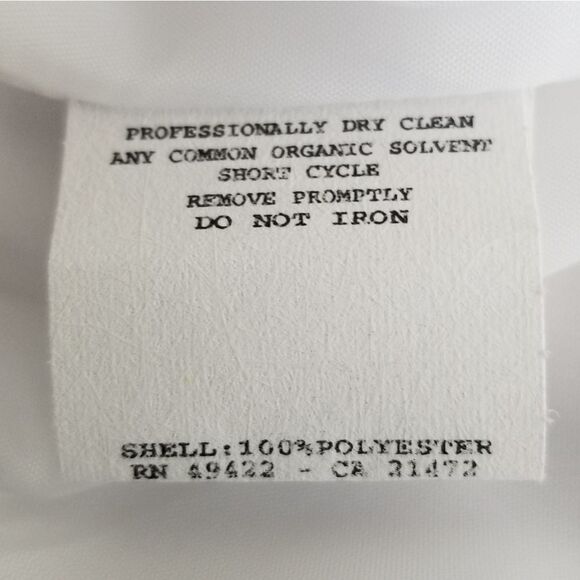 PROFESSIONALLY DRY CLEAN
ANY COMMON ORGANIC SOLVENT
SHORT CYCLE
REMOVE PROMPTLY
DO NOT IRON
SHELL:100%POLYESTER
RN 49422 - CA 21472